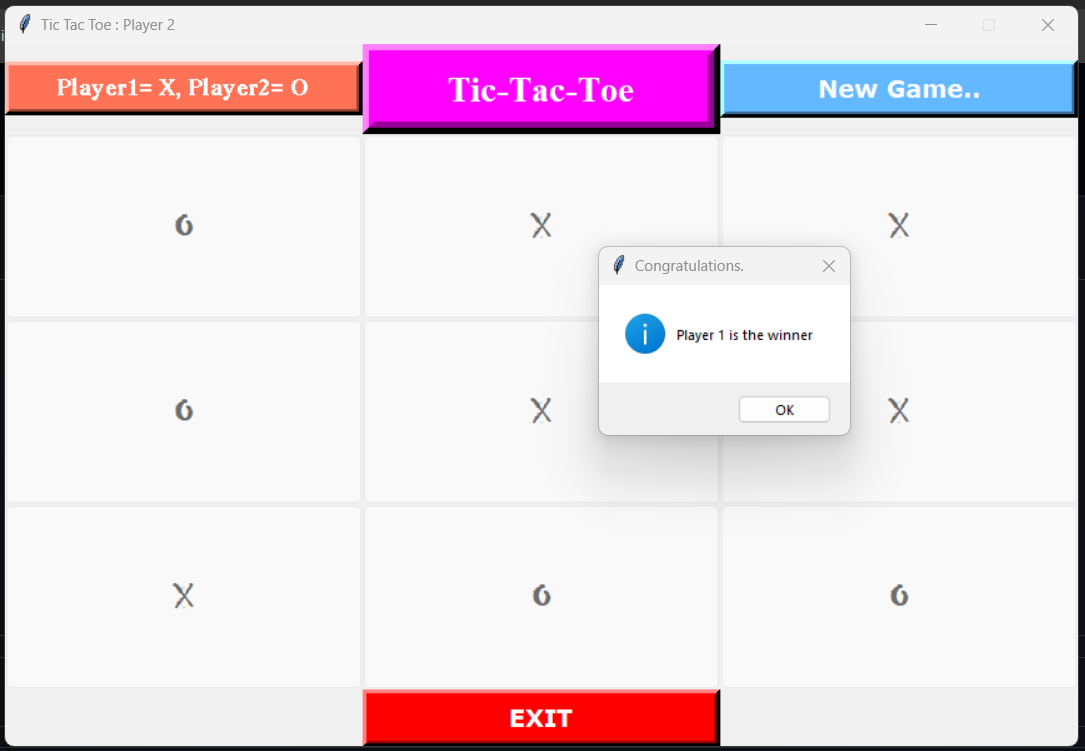 Tic Tac Toe : Player 2
Player1= X, Player2= O
Tic-Tac-Toe
New Game..
O X X
Congratulations.
Player 1 is the winner
O X X
OK
X O O
EXIT